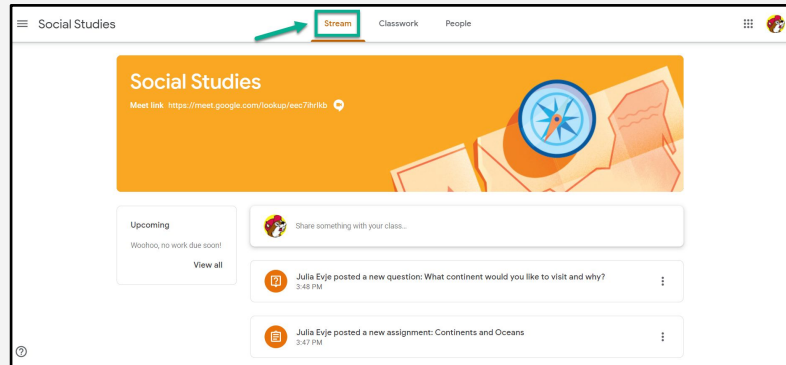 Social Studies
Stream
Classwork
People
Social Studies
Meet link https://meet.google.com/lookup/eec7ihrlkb
Upcoming
Woohoo, no work due soon!
View all
Share something with your class...
Julia Evje posted a new question: What continent would you like to visit and why?
3:48 PM
Julia Evje posted a new assignment: Continents and Oceans
3:47 PM